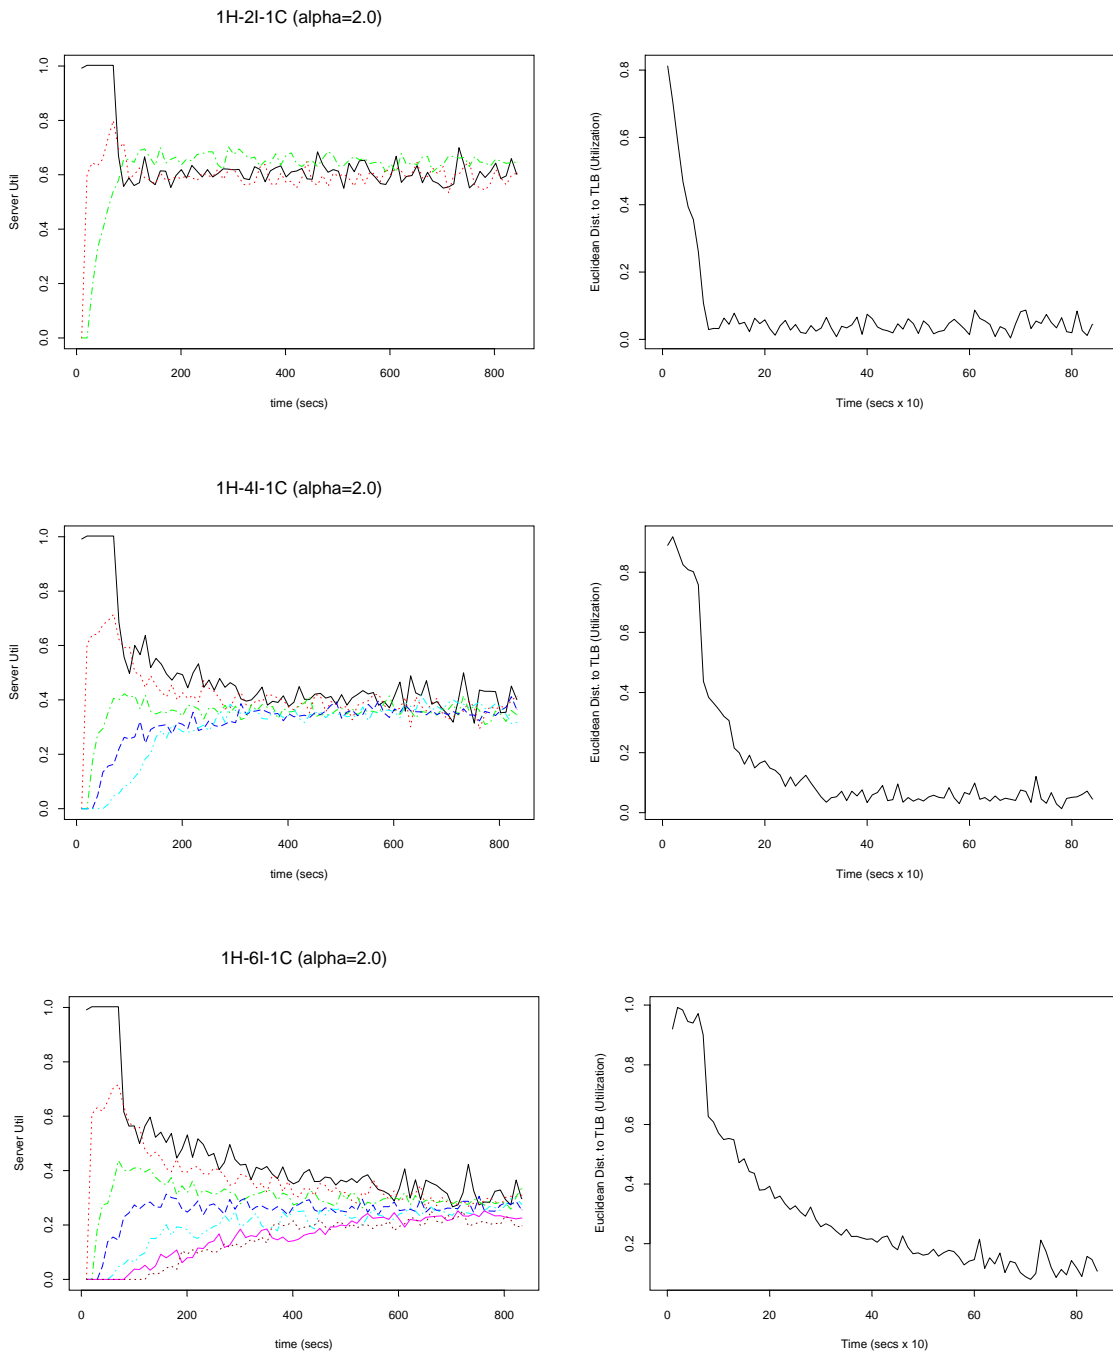 1H-2I-1C (alpha=2.0)
Server Util
1.0
0.8
0.6
0.4
0.2
0.0
0 200 400 600 800
time (secs)
Euclidean Dist. to TLB (Utilization)
0.8
0.6
0.4
0.2
0.0
0 20 40 60 80
Time (secs x 10)
1H-4I-1C (alpha=2.0)
Server Util
1.0
0.8
0.6
0.4
0.2
0.0
0 200 400 600 800
time (secs)
Euclidean Dist. to TLB (Utilization)
0.8
0.6
0.4
0.2
0.0
0 20 40 60 80
Time (secs x 10)
1H-6I-1C (alpha=2.0)
Server Util
1.0
0.8
0.6
0.4
0.2
0.0
0 200 400 600 800
time (secs)
Euclidean Dist. to TLB (Utilization)
1.0
0.8
0.6
0.4
0.2
0 20 40 60 80
Time (secs x 10)